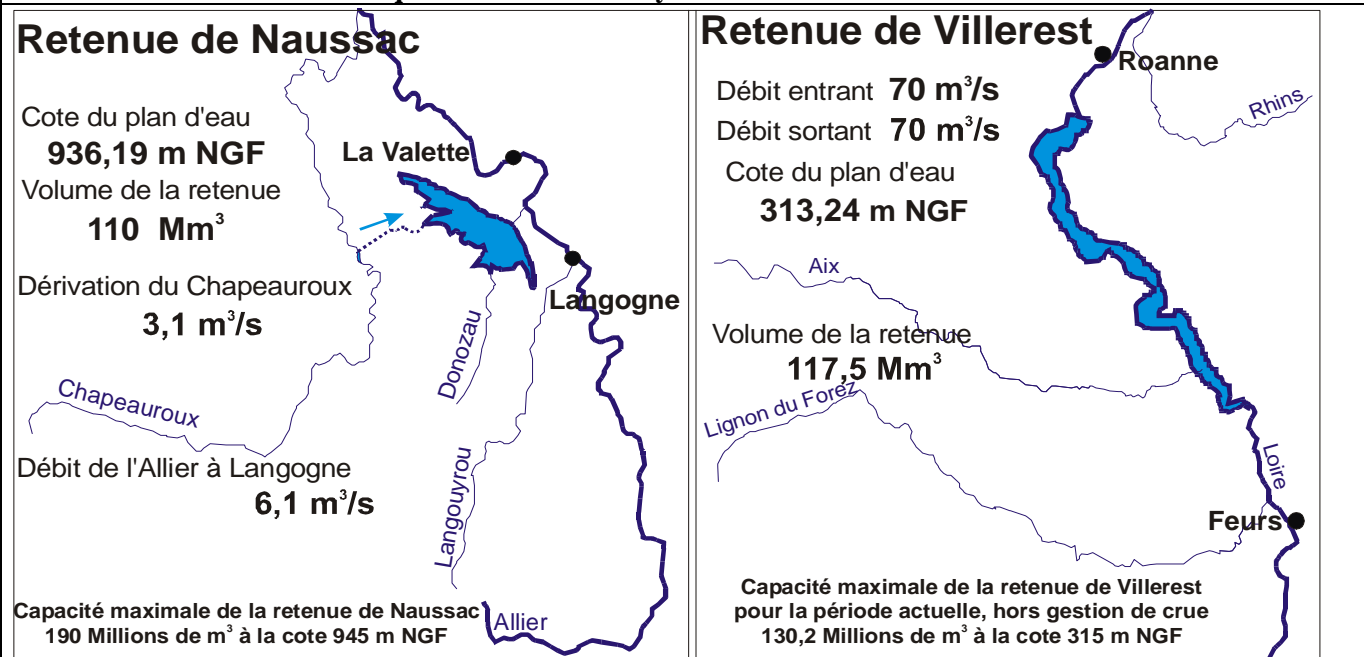 Retenue de Naussac
Cote du plan d'eau
936,19 m NGF
Volume de la retenue
110 Mm³
La Valette
Dérivation du Chapeauroux
3,1 m³/s
Langogne
Donozau
Chapeauroux
Débit de l'Allier à Langogne
6,1 m³/s
Langouyrou
Capacité maximale de la retenue de Naussac
190 Millions de m³ à la cote 945 m NGF
Allier
Retenue de Villerest
Roanne
Débit entrant 70 m³/s
Débit sortant 70 m³/s
Rhins
Cote du plan d'eau
313,24 m NGF
Aix
Volume de la retenue
117,5 Mm³
Lignon du Forez
Loire
Feurs
Capacité maximale de la retenue de Villerest
pour la période actuelle, hors gestion de crue
130,2 Millions de m³ à la cote 315 m NGF